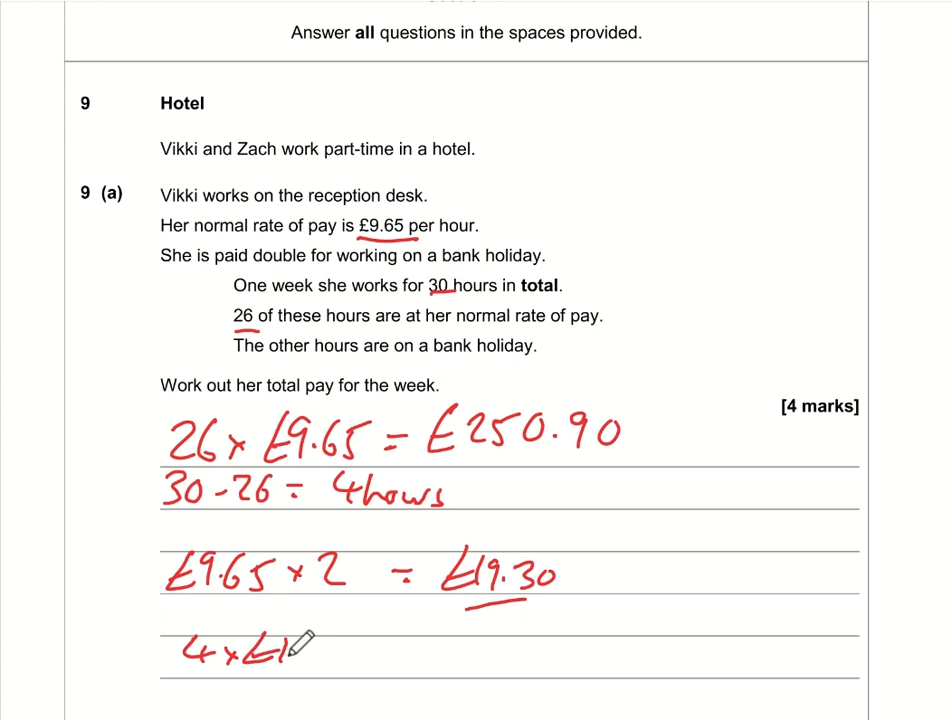 Answer all questions in the spaces provided.
9 Hotel
Vikki and Zach work part-time in a hotel.
9 (a) Vikki works on the reception desk.
Her normal rate of pay is £9.65 per hour.
She is paid double for working on a bank holiday.
One week she works for 30 hours in total.
26 of these hours are at her normal rate of pay.
The other hours are on a bank holiday.
Work out her total pay for the week.
[4 marks]
26 × £9.65 = £250.90
30 - 26 = 4 hours
£9.65 × 2 = £19.30
4 × £1